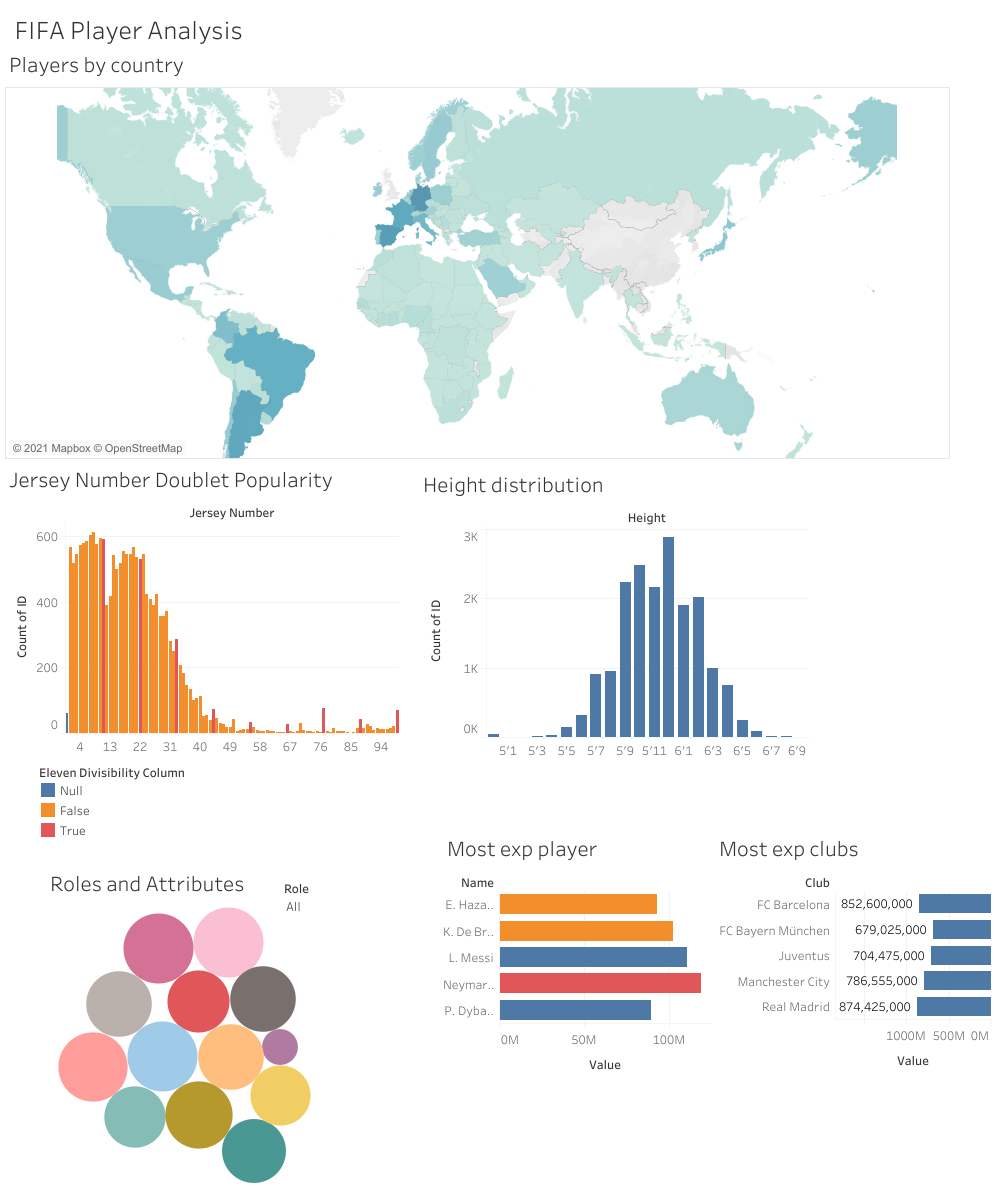 FIFA Player Analysis
Players by country
© 2021 Mapbox © OpenStreetMap
Jersey Number Doublet Popularity
Jersey Number
Count of ID
600
400
200
0
4 13 22 31 40 49 58 67 76 85 94
Eleven Divisibility Column
Null
False
True
Height distribution
Height
Count of ID
3K
2K
1K
0K
5'1 5'3 5'5 5'7 5'9 5'11 6'1 6'3 6'5 6'7 6'9
Roles and Attributes
Role
All
Most exp player
Name
E. Haza..
K. De Br..
L. Messi
Neymar..
P. Dyba..
0M 50M 100M
Value
Most exp clubs
Club
FC Barcelona 852,600,000
FC Bayern München 679,025,000
Juventus 704,475,000
Manchester City 786,555,000
Real Madrid 874,425,000
1000M 500M 0M
Value